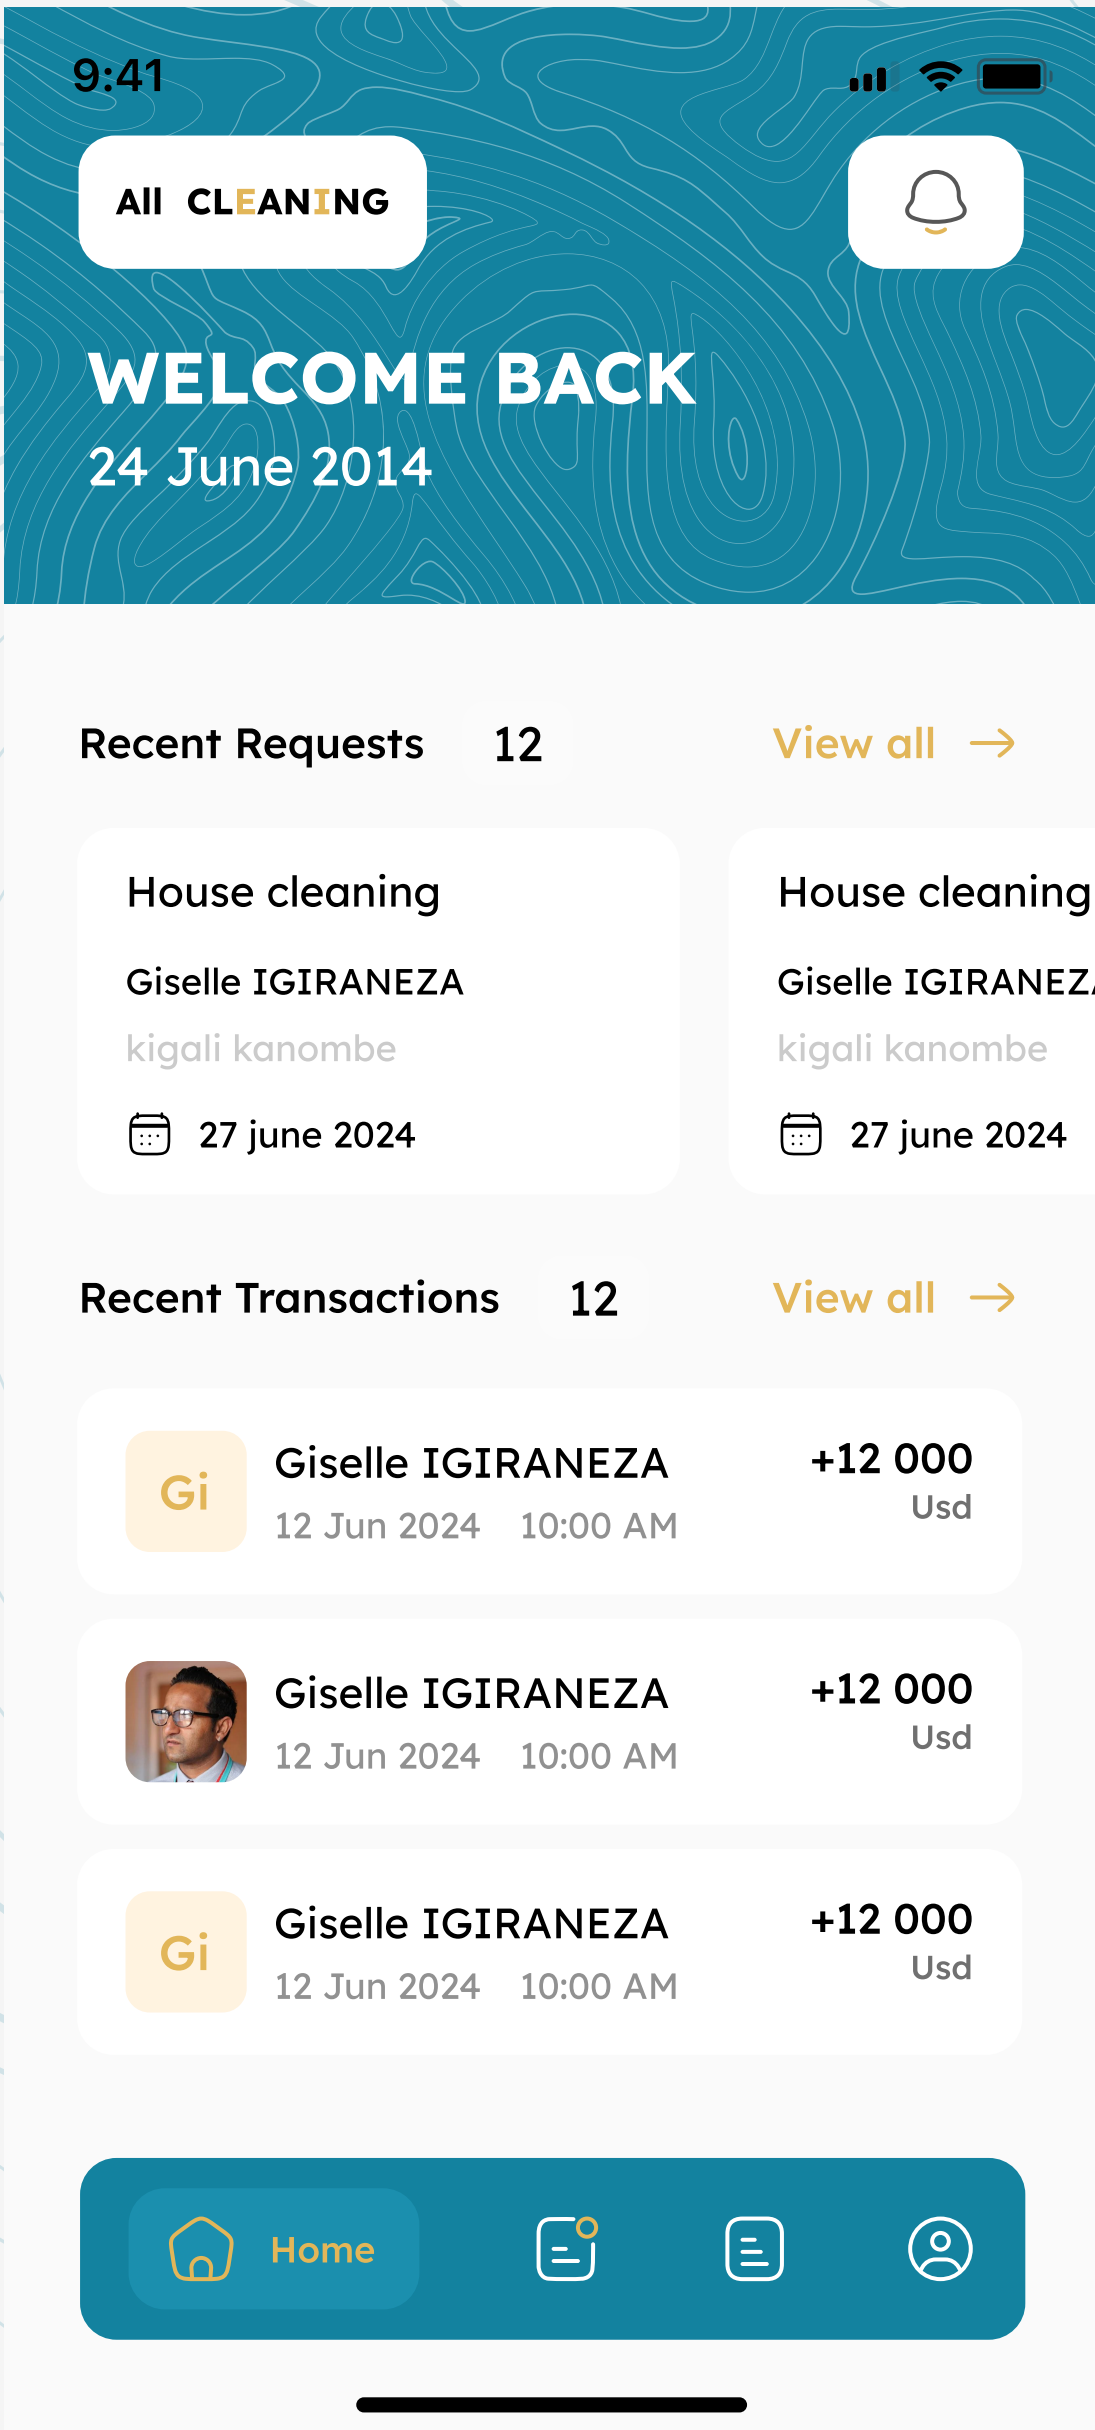 9:41
All CLEANING
WELCOME BACK
24 June 2014
Recent Requests 12 View all
House cleaning
Giselle IGIRANEZA
kigali kanombe
27 june 2024
House cleaning
Giselle IGIRANEZA
kigali kanombe
27 june 2024
Recent Transactions 12 View all
Giselle IGIRANEZA +12 000
12 Jun 2024 10:00 AM Usd
Giselle IGIRANEZA +12 000
12 Jun 2024 10:00 AM Usd
Giselle IGIRANEZA +12 000
12 Jun 2024 10:00 AM Usd
Gi
Gi
Home